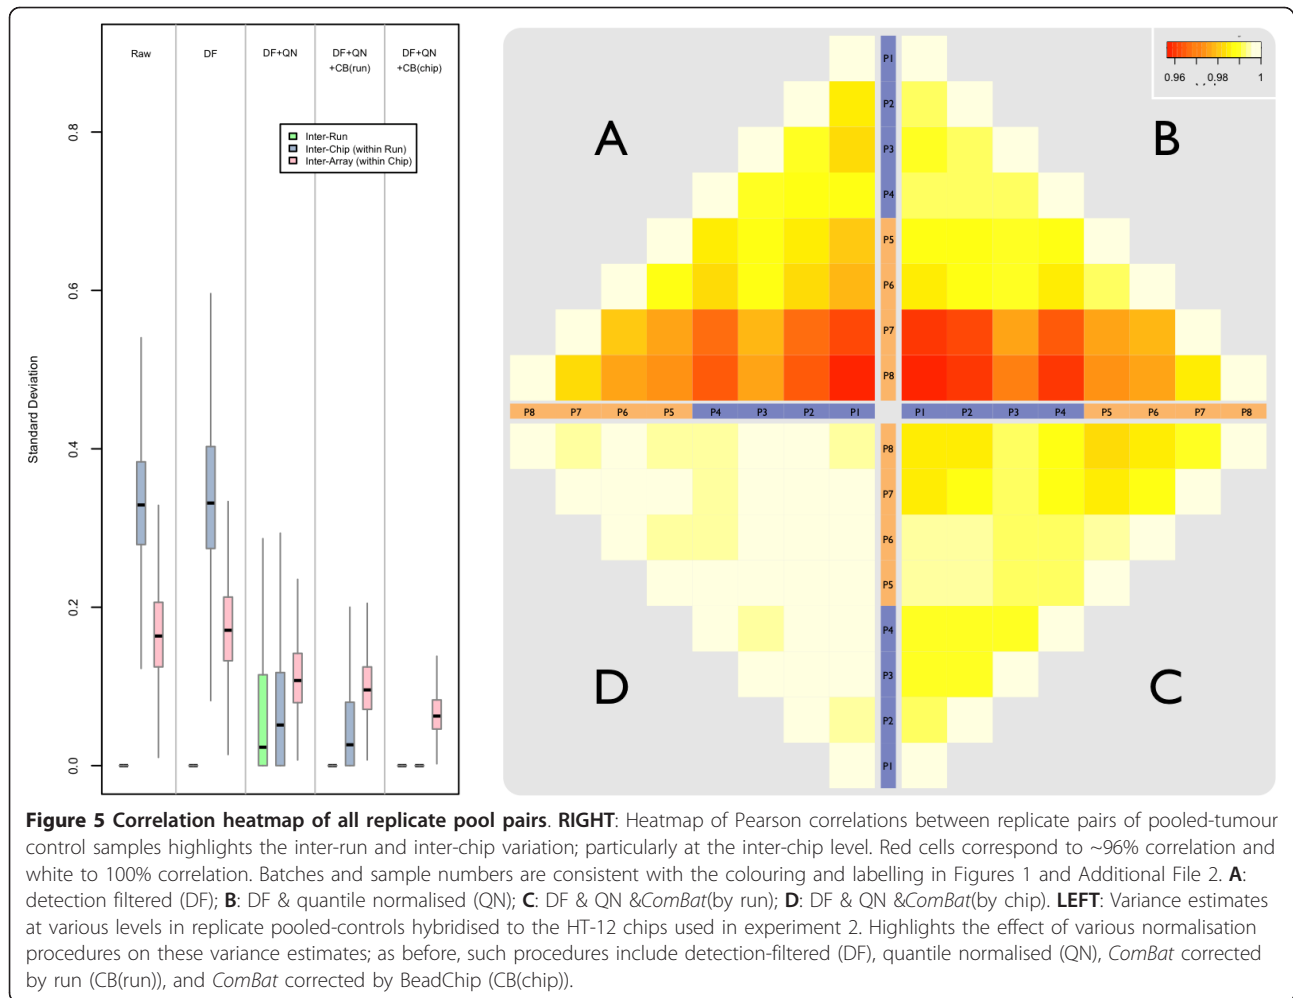 Raw DF DF+QN DF+QN DF+QN
+CB(run) +CB(chip)
Inter-Run
Inter-Chip (within Run)
Inter-Array (within Chip)
Standard Deviation
0.8
0.6
0.4
0.2
0.0
A
B
C
D
0.96 0.98 1
P1
P2
P3
P4
P5
P6
P7
P8
P8 P7 P6 P5 P4 P3 P2 P1 P1 P2 P3 P4 P5 P6 P7 P8
P8
P7
P6
P5
P4
P3
P2
P1
Figure 5 Correlation heatmap of all replicate pool pairs. RIGHT: Heatmap of Pearson correlations between replicate pairs of pooled-tumour
control samples highlights the inter-run and inter-chip variation; particularly at the inter-chip level. Red cells correspond to ~96% correlation and
white to 100% correlation. Batches and sample numbers are consistent with the colouring and labelling in Figures 1 and Additional File 2. A:
detection filtered (DF); B: DF & quantile normalised (QN); C: DF & QN &ComBat(by run); D: DF & QN &ComBat(by chip). LEFT: Variance estimates
at various levels in replicate pooled-controls hybridised to the HT-12 chips used in experiment 2. Highlights the effect of various normalisation
procedures on these variance estimates; as before, such procedures include detection-filtered (DF), quantile normalised (QN), ComBat corrected
by run (CB(run)), and ComBat corrected by BeadChip (CB(chip)).